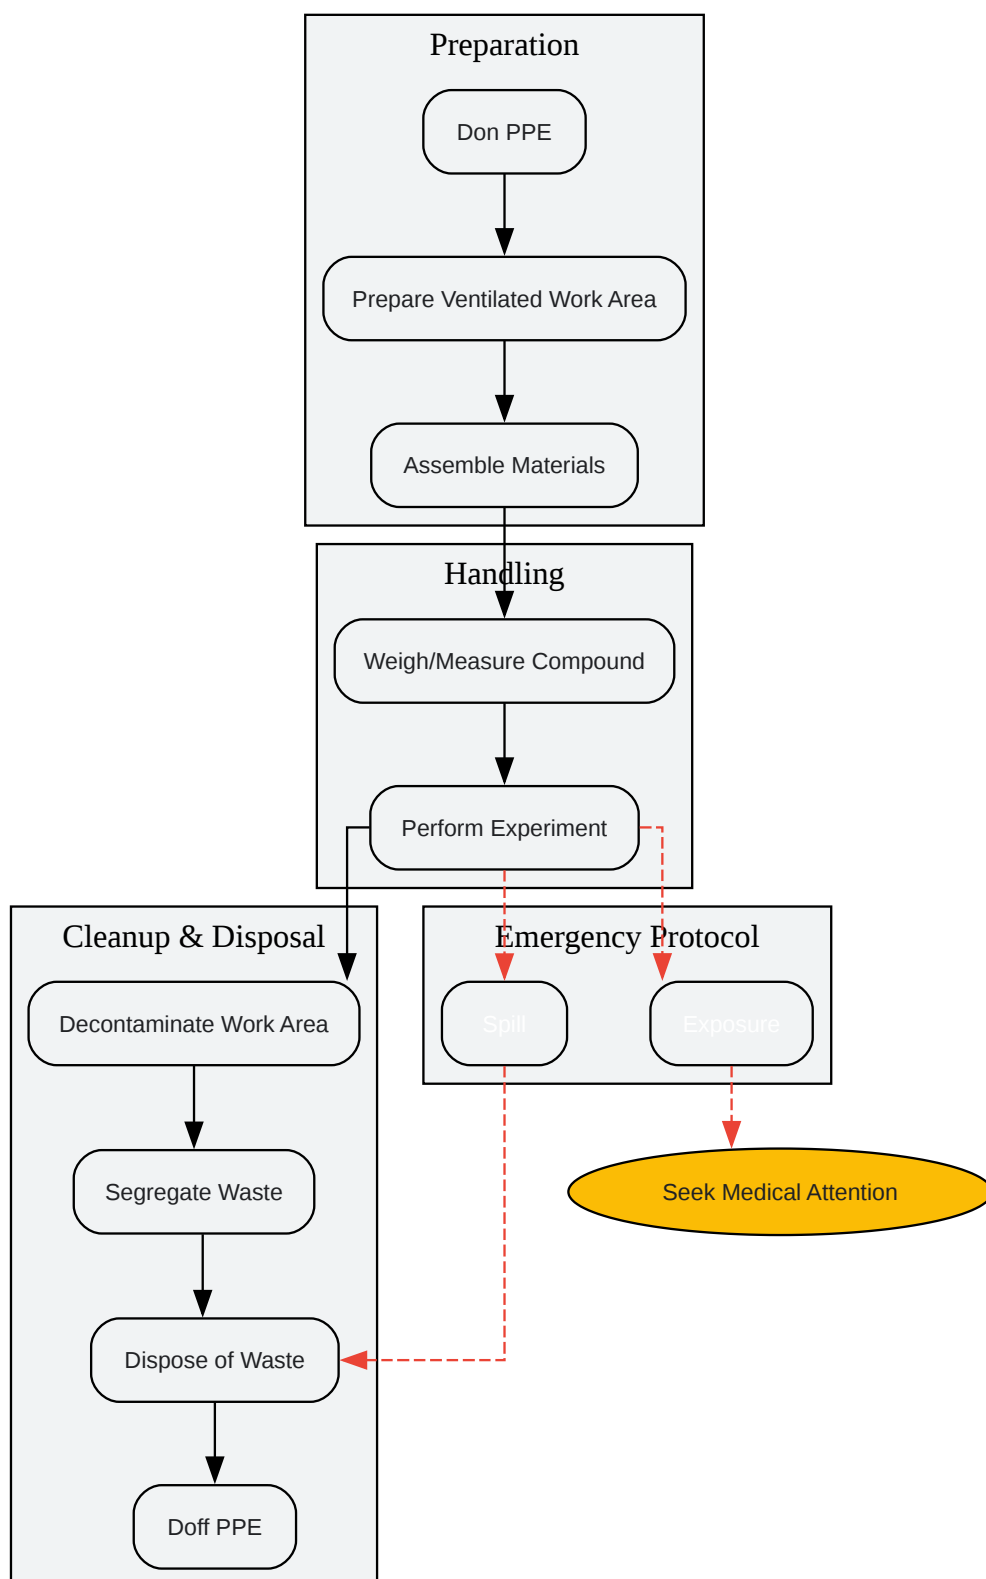 Preparation
Don PPE
Prepare Ventilated Work Area
Assemble Materials
Handling
Weigh/Measure Compound
Perform Experiment
Cleanup & Disposal
Emergency Protocol
Decontaminate Work Area
Spill
Exposure
Segregate Waste
Seek Medical Attention
Dispose of Waste
Doff PPE